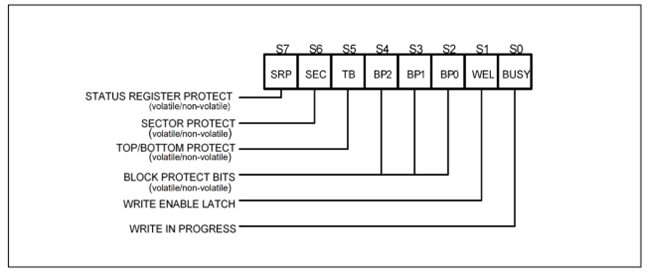 S7 S6 S5 S4 S3 S2 S1 S0
SRP SEC TB BP2 BP1 BP0 WEL BUSY
STATUS REGISTER PROTECT
(volatile/non-volatile)
SECTOR PROTECT
(volatile/non-volatile)
TOP/BOTTOM PROTECT
(volatile/non-volatile)
BLOCK PROTECT BITS
(volatile/non-volatile)
WRITE ENABLE LATCH
WRITE IN PROGRESS